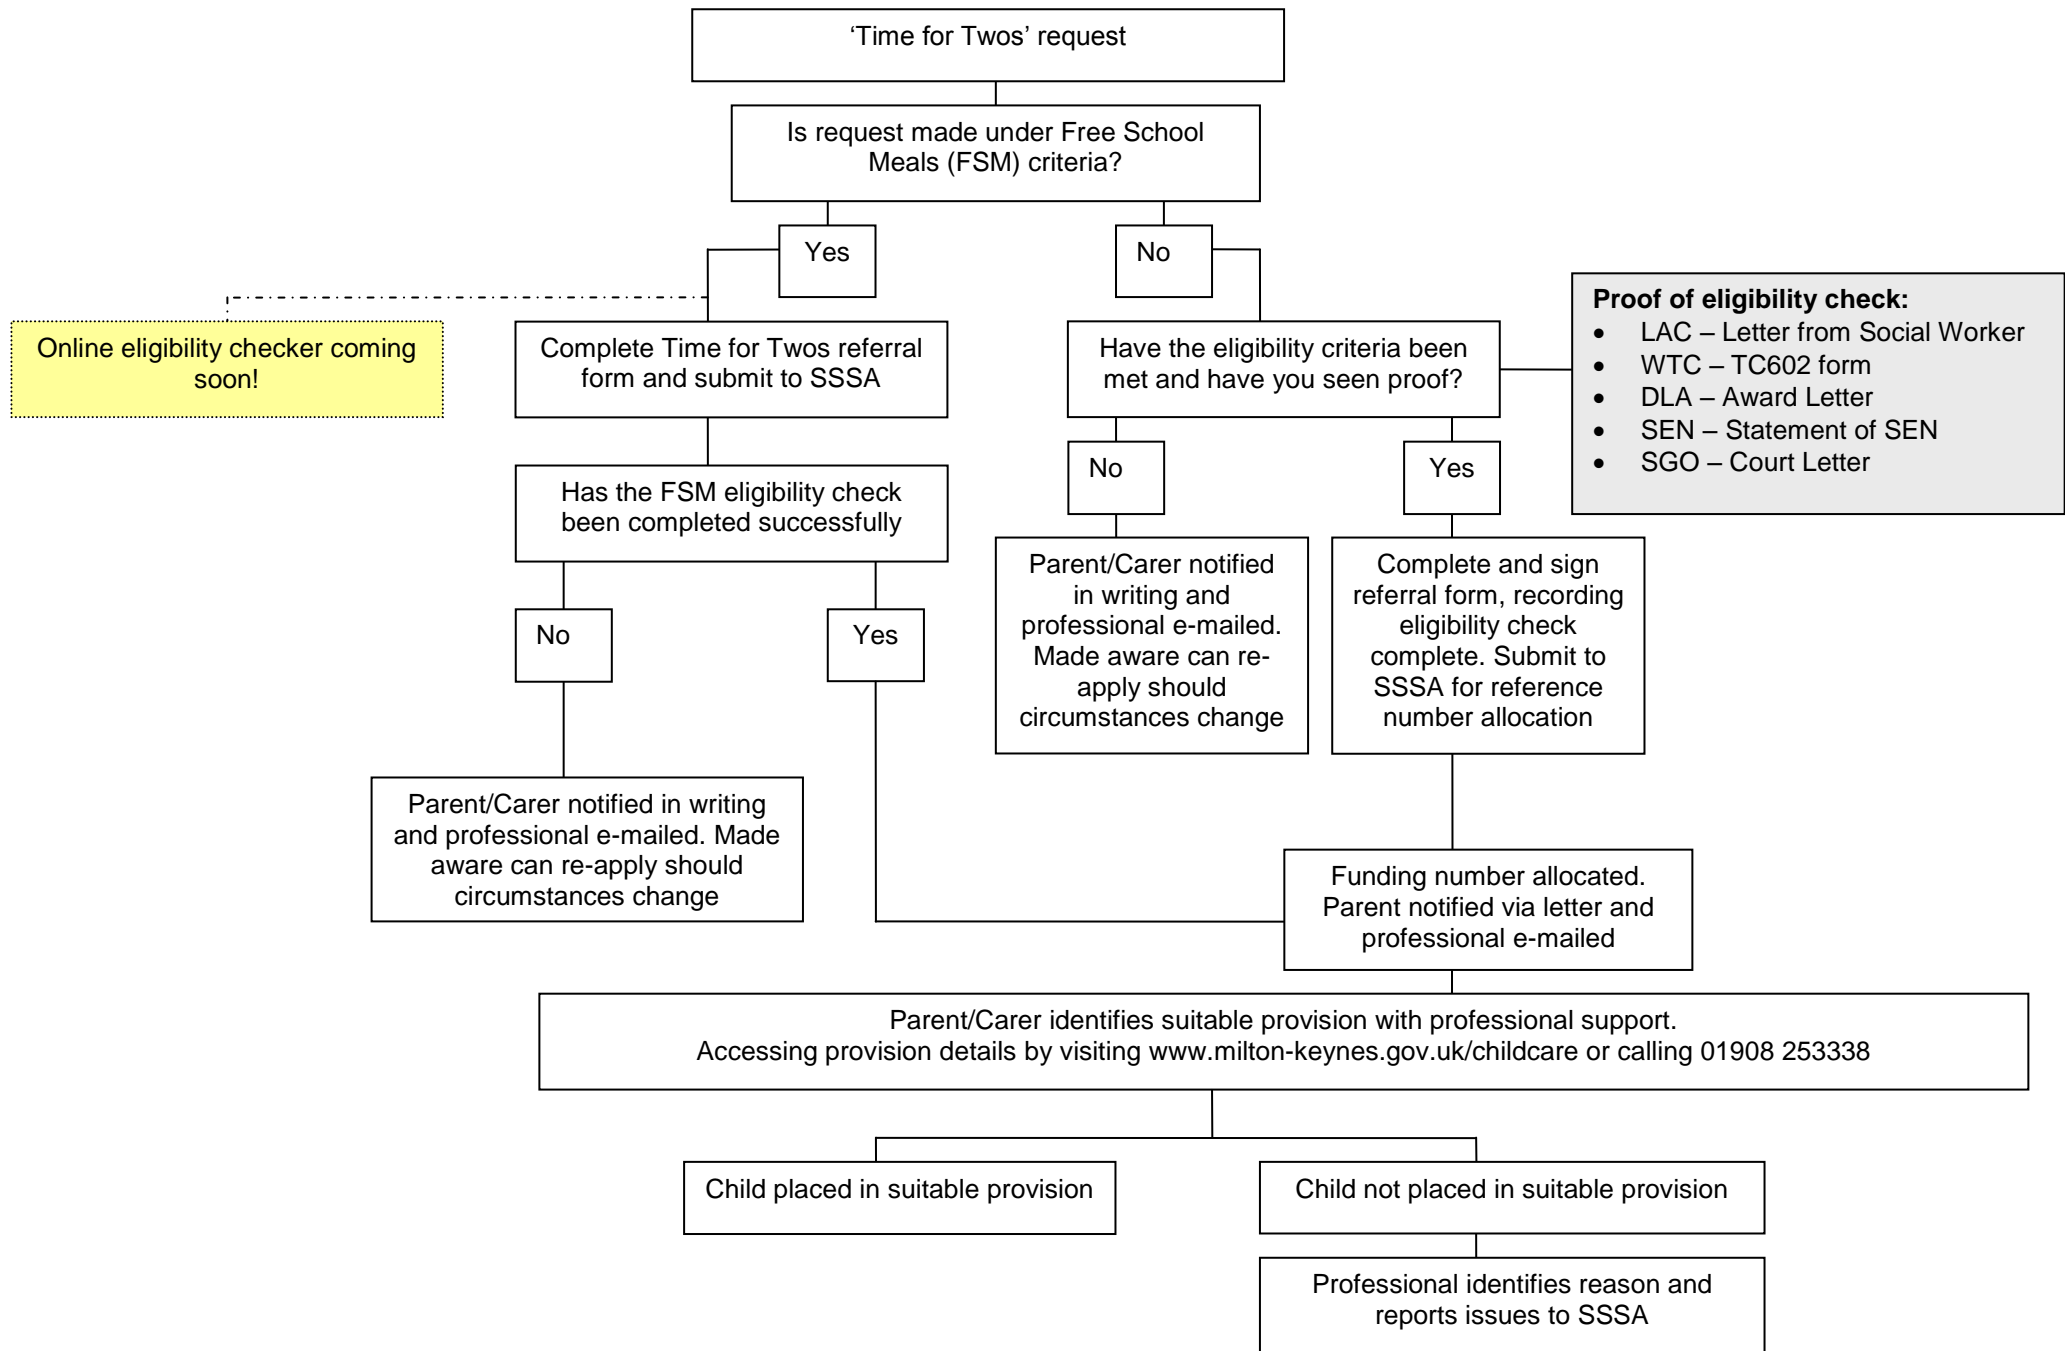 ‘Time for Twos’ request
Is request made under Free School
Meals (FSM) criteria?
Yes
No
Online eligibility checker coming
soon!
Complete Time for Twos referral
form and submit to SSSA
Have the eligibility criteria been
met and have you seen proof?
Proof of eligibility check:
• LAC – Letter from Social Worker
• WTC – TC602 form
• DLA – Award Letter
• SEN – Statement of SEN
• SGO – Court Letter
Has the FSM eligibility check
been completed successfully
No
Yes
No
Yes
Parent/Carer notified
in writing and
professional e-mailed.
Made aware can re-
apply should
circumstances change
Complete and sign
referral form, recording
eligibility check
complete. Submit to
SSSA for reference
number allocation
Parent/Carer notified in writing
and professional e-mailed. Made
aware can re-apply should
circumstances change
Funding number allocated.
Parent notified via letter and
professional e-mailed
Parent/Carer identifies suitable provision with professional support.
Accessing provision details by visiting www.milton-keynes.gov.uk/childcare or calling 01908 253338
Child placed in suitable provision
Child not placed in suitable provision
Professional identifies reason and
reports issues to SSSA